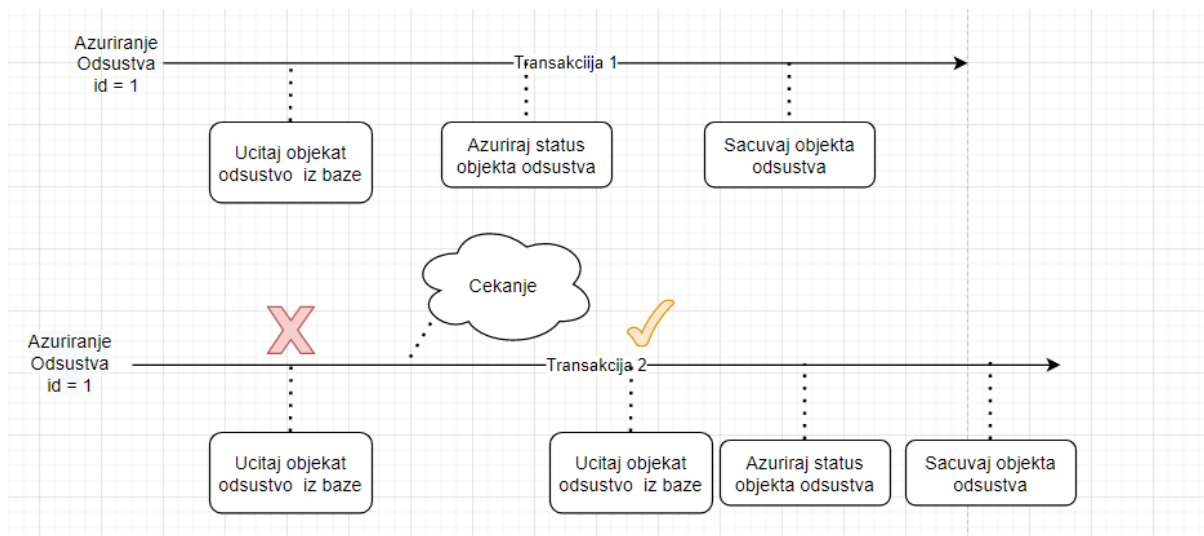 Azuriranje
Odsustva
id = 1
Transakciija 1
Ucitaj objekat
odsustvo iz baze
Azuriraj status
objekta odsustva
Sacuvaj objekta
odsustva
Cekanje
Azuriranje
Odsustva
id = 1
Transakcija 2
Ucitaj objekat
odsustvo iz baze
Ucitaj objekat
odsustvo iz baze
Azuriraj status
objekta odsustva
Sacuvaj objekta
odsustva